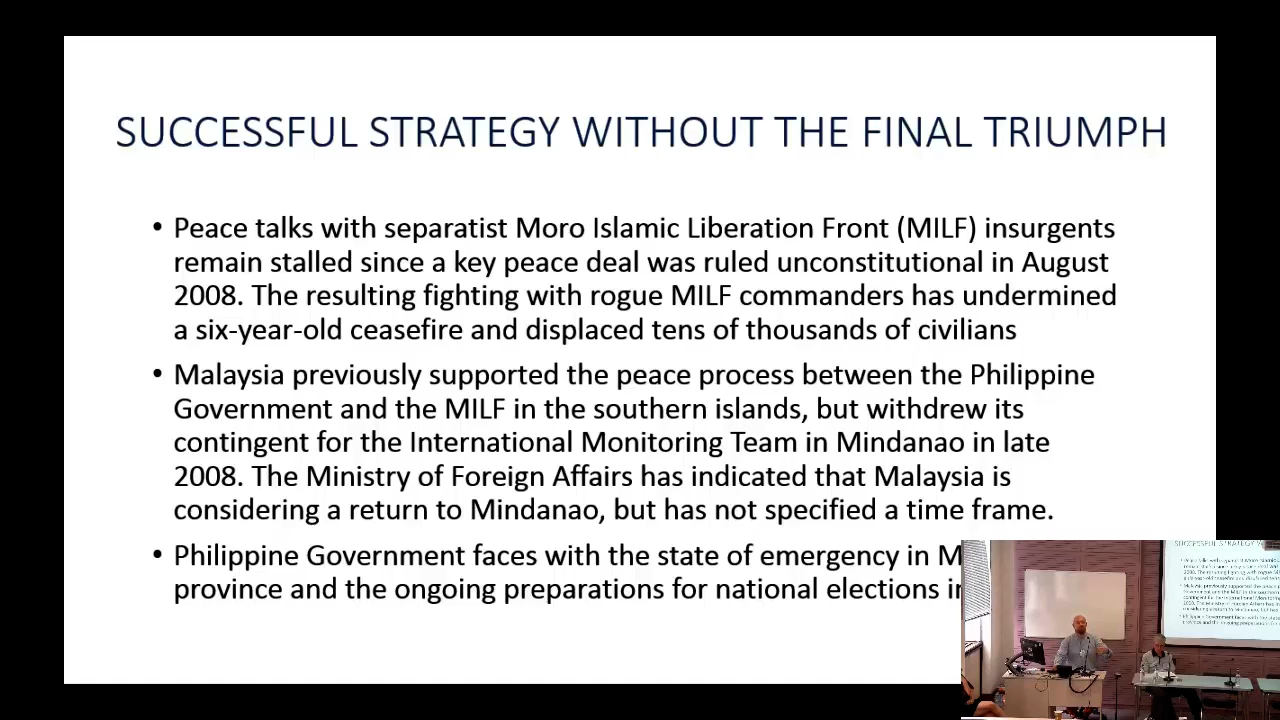 SUCCESSFUL STRATEGY WITHOUT THE FINAL TRIUMPH
• Peace talks with separatist Moro Islamic Liberation Front (MILF) insurgents
remain stalled since a key peace deal was ruled unconstitutional in August
2008. The resulting fighting with rogue MILF commanders has undermined
a six-year-old ceasefire and displaced tens of thousands of civilians
• Malaysia previously supported the peace process between the Philippine
Government and the MILF in the southern islands, but withdrew its
contingent for the International Monitoring Team in Mindanao in late
2008. The Ministry of Foreign Affairs has indicated that Malaysia is
considering a return to Mindanao, but has not specified a time frame.
• Philippine Government faces with the state of emergency in M
province and the ongoing preparations for national elections in